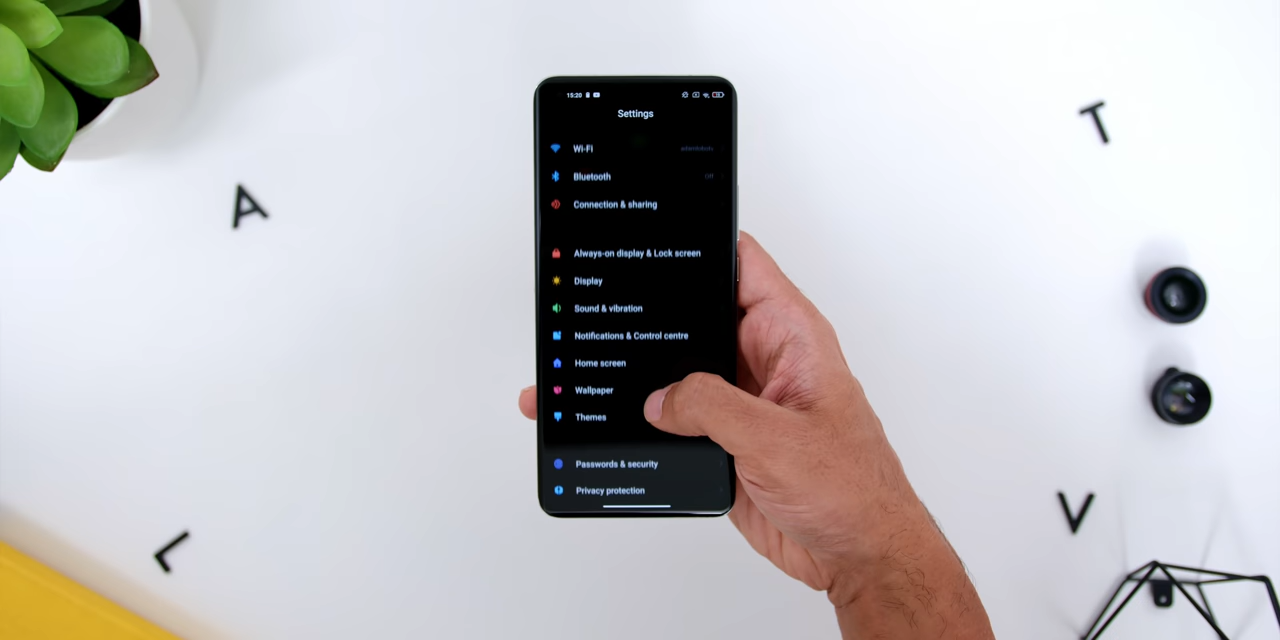 15:20
Settings
Wi-Fi
Bluetooth
Off
Connection & sharing
Always-on display & Lock screen
Display
Sound & vibration
Notifications & Control centre
Home screen
Wallpaper
Themes
Passwords & security
Privacy protection
A
T
L
V